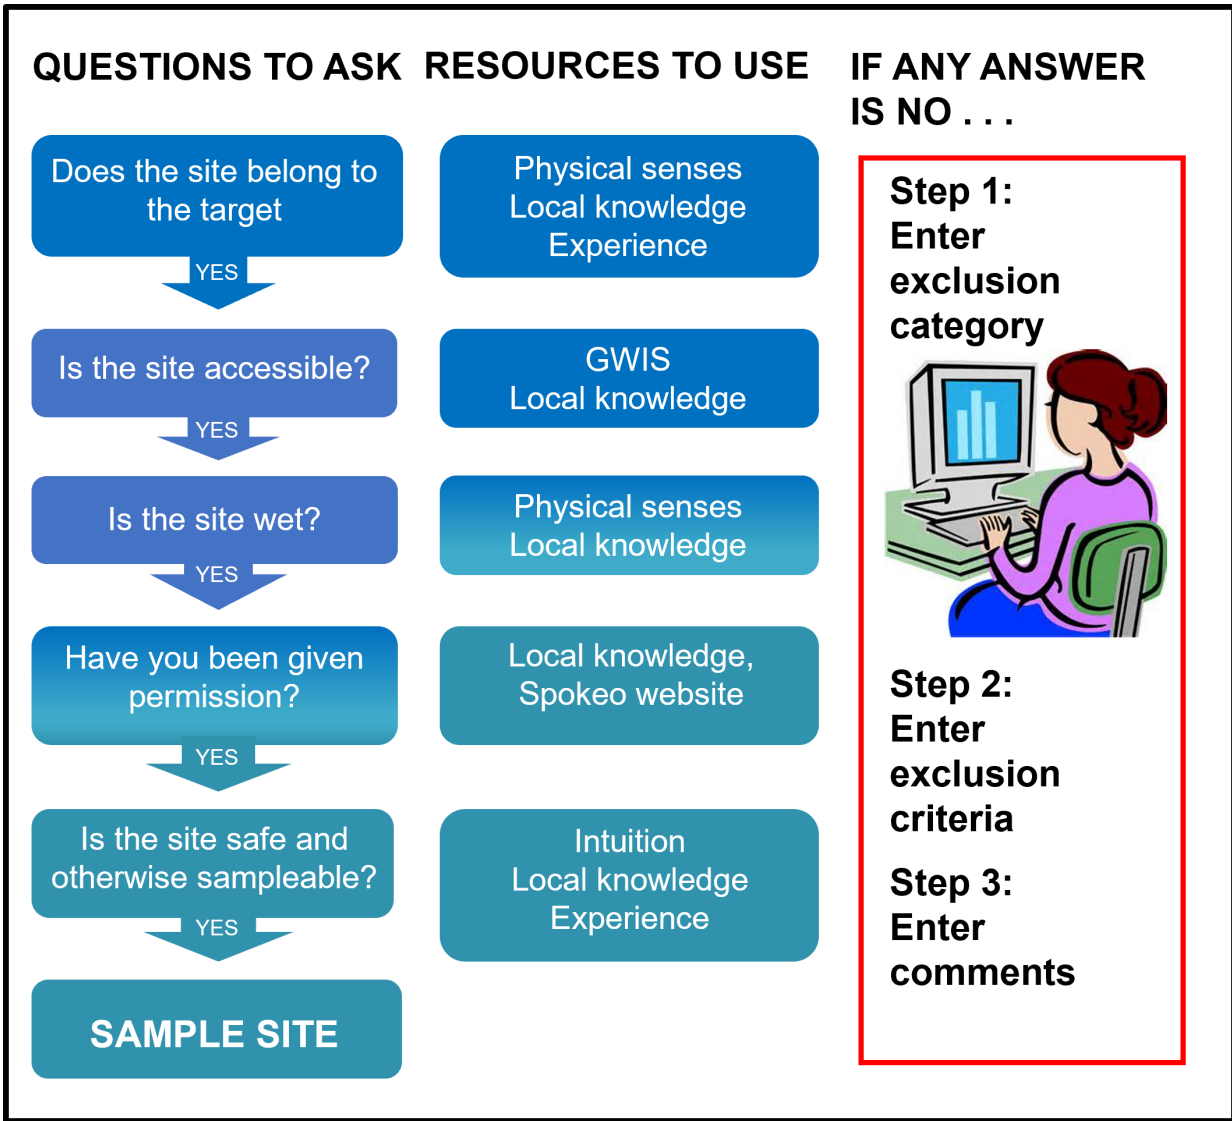 QUESTIONS TO ASK
Does the site belong to
the target
YES
Is the site accessible?
YES
Is the site wet?
YES
Have you been given
permission?
YES
Is the site safe and
otherwise sampleable?
YES
SAMPLE SITE
RESOURCES TO USE
Physical senses
Local knowledge
Experience
GWIS
Local knowledge
Physical senses
Local knowledge
Local knowledge,
Spokeo website
Intuition
Local knowledge
Experience
IF ANY ANSWER
IS NO . . .
Step 1:
Enter
exclusion
category
Step 2:
Enter
exclusion
criteria
Step 3:
Enter
comments